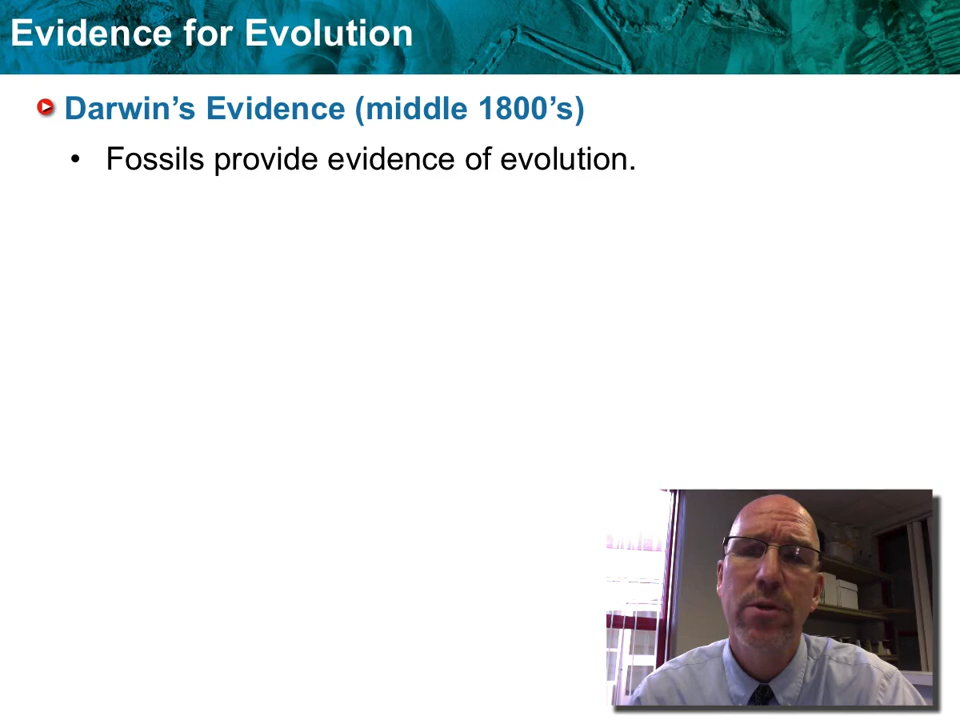 Evidence for Evolution
Darwin’s Evidence (middle 1800’s)
• Fossils provide evidence of evolution.